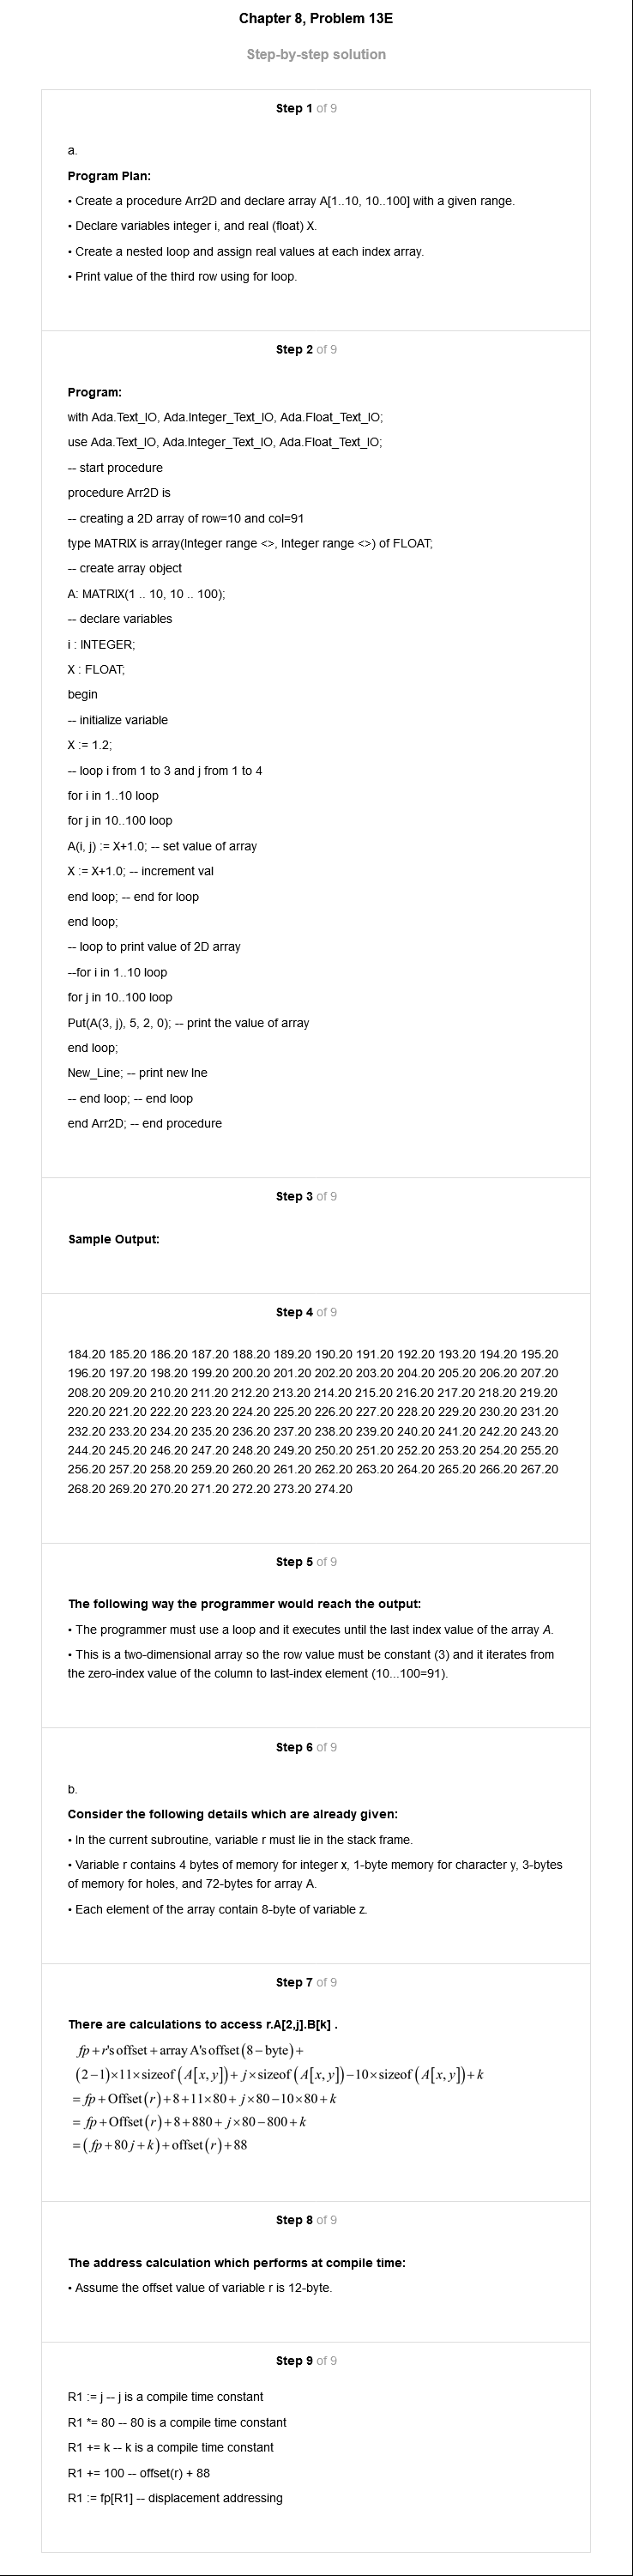 Chapter 8, Problem 13E
Step-by-step solution
Step 1 of 9
a.
Program Plan:
• Create a procedure Arr2D and declare array A[1..10, 10..100] with a given range.
• Declare variables integer i, and real (float) X.
• Create a nested loop and assign real values at each index array.
• Print value of the third row using for loop.
Step 2 of 9
Program:
with Ada.Text_IO, Ada.Integer_Text_IO, Ada.Float_Text_IO;
use Ada.Text_IO, Ada.Integer_Text_IO, Ada.Float_Text_IO;
-- start procedure
procedure Arr2D is
-- creating a 2D array of row=10 and col=91
type MATRIX is array(Integer range <>, Integer range <>) of FLOAT;
-- create array object
A: MATRIX(1 .. 10, 10 .. 100);
-- declare variables
i : INTEGER;
X : FLOAT;
begin
-- initialize variable
X := 1.2;
-- loop i from 1 to 3 and j from 1 to 4
for i in 1..10 loop
for j in 10..100 loop
A(i, j) := X+1.0; -- set value of array
X := X+1.0; -- increment val
end loop; -- end for loop
end loop;
-- loop to print value of 2D array
--for i in 1..10 loop
for j in 10..100 loop
Put(A(3, j), 5, 2, 0); -- print the value of array
end loop;
New_Line; -- print new lne
-- end loop; -- end loop
end Arr2D; -- end procedure
Step 3 of 9
Sample Output:
Step 4 of 9
184.20 185.20 186.20 187.20 188.20 189.20 190.20 191.20 192.20 193.20 194.20 195.20
196.20 197.20 198.20 199.20 200.20 201.20 202.20 203.20 204.20 205.20 206.20 207.20
208.20 209.20 210.20 211.20 212.20 213.20 214.20 215.20 216.20 217.20 218.20 219.20
220.20 221.20 222.20 223.20 224.20 225.20 226.20 227.20 228.20 229.20 230.20 231.20
232.20 233.20 234.20 235.20 236.20 237.20 238.20 239.20 240.20 241.20 242.20 243.20
244.20 245.20 246.20 247.20 248.20 249.20 250.20 251.20 252.20 253.20 254.20 255.20
256.20 257.20 258.20 259.20 260.20 261.20 262.20 263.20 264.20 265.20 266.20 267.20
268.20 269.20 270.20 271.20 272.20 273.20 274.20
Step 5 of 9
The following way the programmer would reach the output:
• The programmer must use a loop and it executes until the last index value of the array A.
• This is a two-dimensional array so the row value must be constant (3) and it iterates from
the zero-index value of the column to last-index element (10...100=91).
Step 6 of 9
b.
Consider the following details which are already given:
• In the current subroutine, variable r must lie in the stack frame.
• Variable r contains 4 bytes of memory for integer x, 1-byte memory for character y, 3-bytes
of memory for holes, and 72-bytes for array A.
• Each element of the array contain 8-byte of variable z.
Step 7 of 9
There are calculations to access r.A[2,j].B[k] .
fp + r's offset + array A's offset (8 − byte) +
(2−1)×11×sizeof (A[x, y]) + j×sizeof (A[x, y])−10×sizeof (A[x, y])+k
= fp + Offset (r) + 8 + 11×80 + j×80 − 10×80 + k
= fp + Offset (r) + 8 + 880 + j×80 − 800 + k
= ( fp + 80 j + k ) + offset (r) + 88
Step 8 of 9
The address calculation which performs at compile time:
• Assume the offset value of variable r is 12-byte.
Step 9 of 9
R1 := j -- j is a compile time constant
R1 *= 80 -- 80 is a compile time constant
R1 += k -- k is a compile time constant
R1 += 100 -- offset(r) + 88
R1 := fp[R1] -- displacement addressing